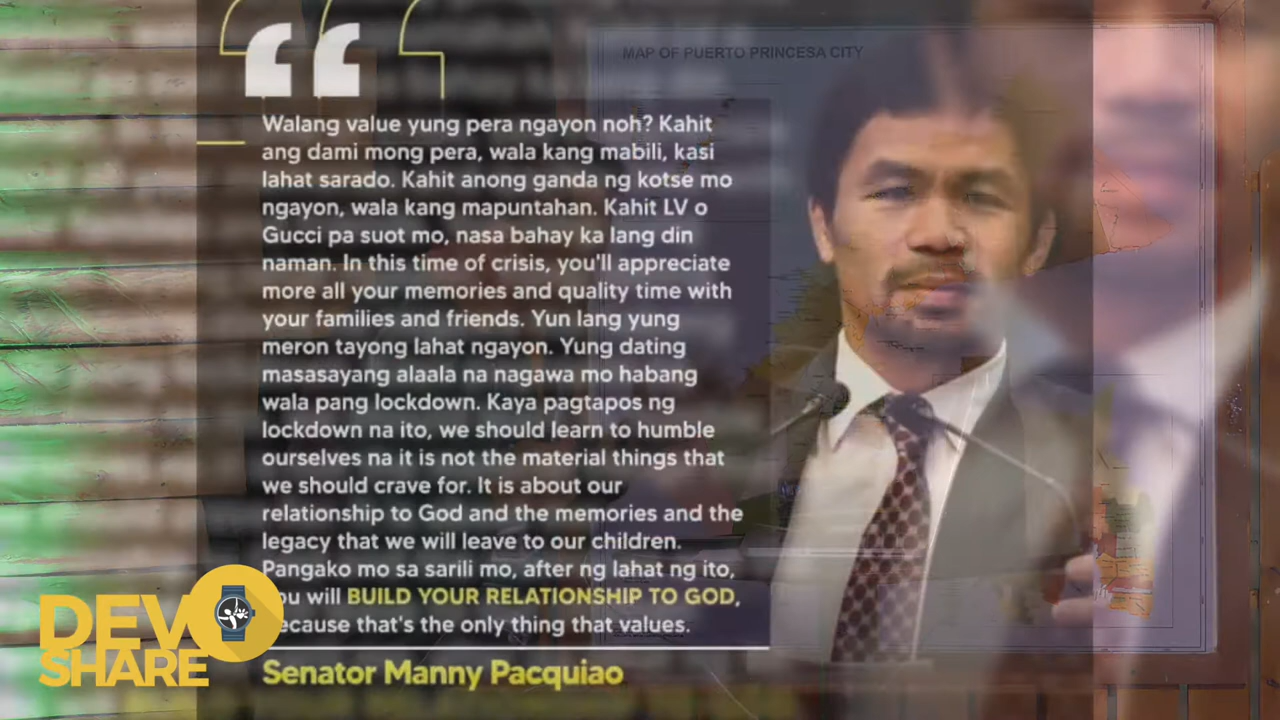 MAP OF PUERTO PRINCESA CITY
Walang value yung pera ngayon noh? Kahit
ang dami mong pera, wala kang mabili, kasi
lahat sarado. Kahit anong ganda ng kotse mo
ngayon, wala kang mapuntahan. Kahit LV o
Gucci pa suot mo, nasa bahay ka lang din
naman. In this time of crisis, you'll appreciate
more all your memories and quality time with
your families and friends. Yun lang yung
meron tayong lahat ngayon. Yung dating
masasayang alaala na nagawa mo habang
wala pang lockdown. Kaya pagtapos ng
lockdown na ito, we should learn to humble
ourselves na it is not the material things that
we should crave for. It is about our
relationship to God and the memories and the
legacy that we will leave to our children.
Pangako mo sa sarili mo, after ng lahat ng ito,
you will BUILD YOUR RELATIONSHIP TO GOD,
because that's the only thing that values.
Senator Manny Pacquiao
DEVO
SHARE